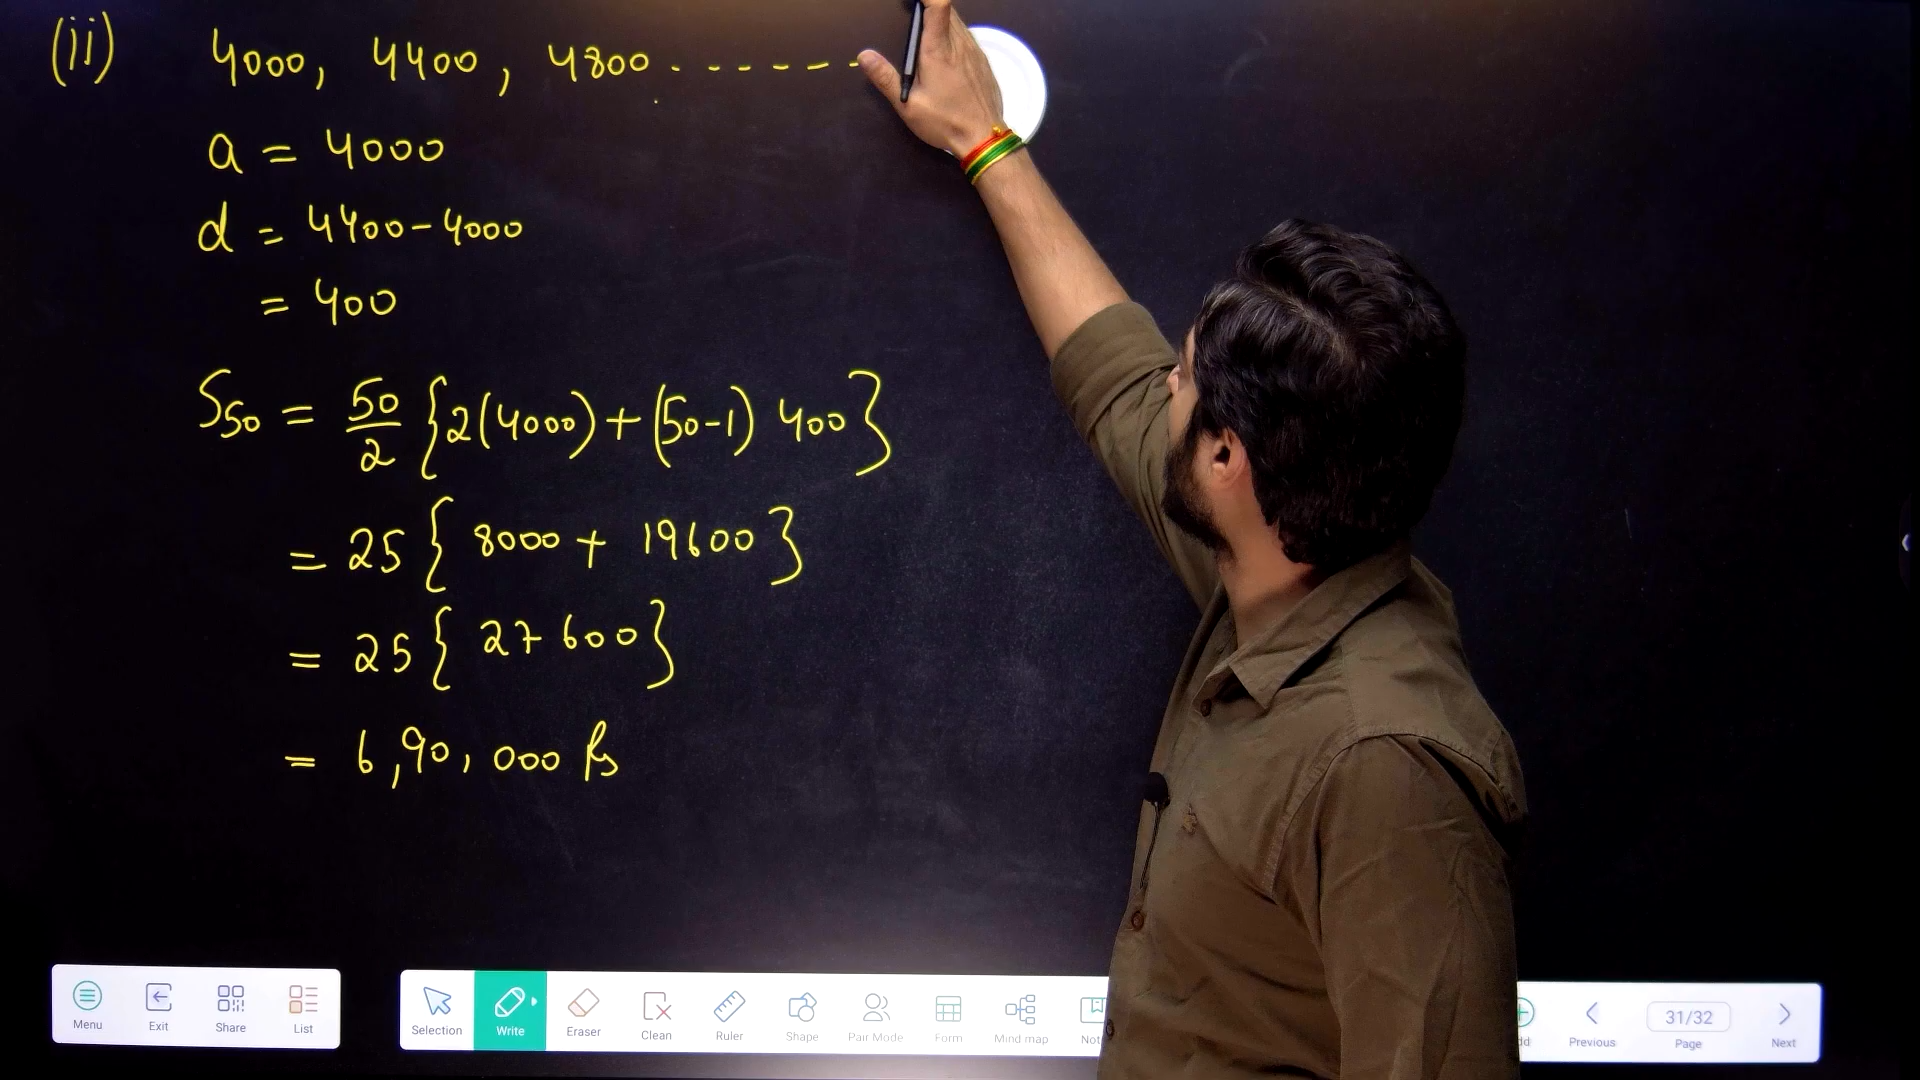 (ii) 4000, 4400, 4800 - - - - - -
a = 4000
d = 4400-4000
= 400
S50 = 50/2 {2(4000)+(50-1) 400}
= 25{ 8000 + 19600}
= 25{ 27600}
= 6,90,000 Rs
Menu Exit Share List Selection Write Eraser Clean Ruler Shape Pair Mode Form Mind map 31/32 Previous Page Next